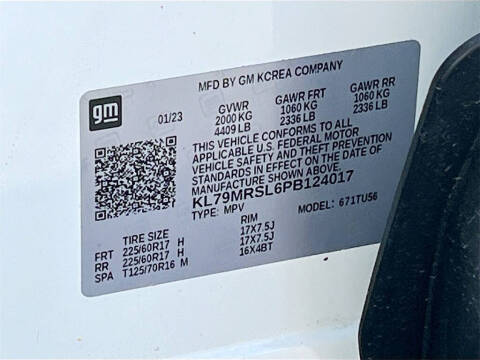 MFD BY GM KOREA COMPANY
gm
01/23
GVWR GAWR FRT GAWR RR
2000 KG 1060 KG 1060 KG
4409 LB 2336 LB 2336 LB
THIS VEHICLE CONFORMS TO ALL
APPLICABLE U.S. FEDERAL MOTOR
VEHICLE SAFETY AND THEFT PREVENTION
STANDARDS IN EFFECT ON THE DATE OF
MANUFACTURE SHOWN ABOVE
KL79MRSL6PB124017
TYPE: MPV MODEL: 671TU56
TIRE SIZE RIM
FRT 225/60R17 H 17X7.5J
RR 225/60R17 H 17X7.5J
SPA T125/70R16 M 16X4BT